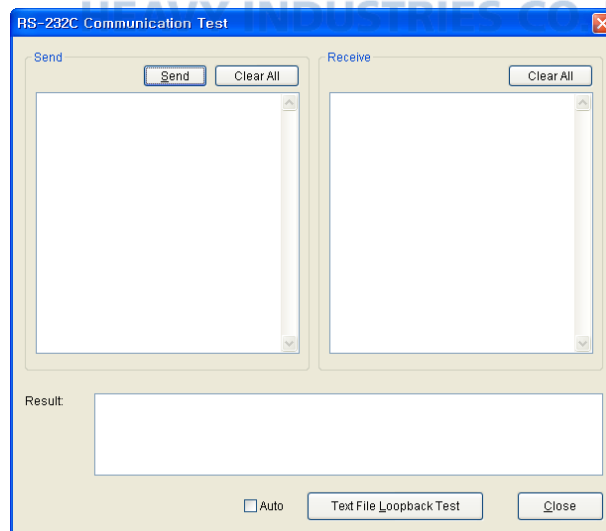 HEAVY INDUSTRIES CO.
RS-232C Communication Test
Send
Send
Clear All
Receive
Clear All
Result:
Auto
Text File Loopback Test
Close